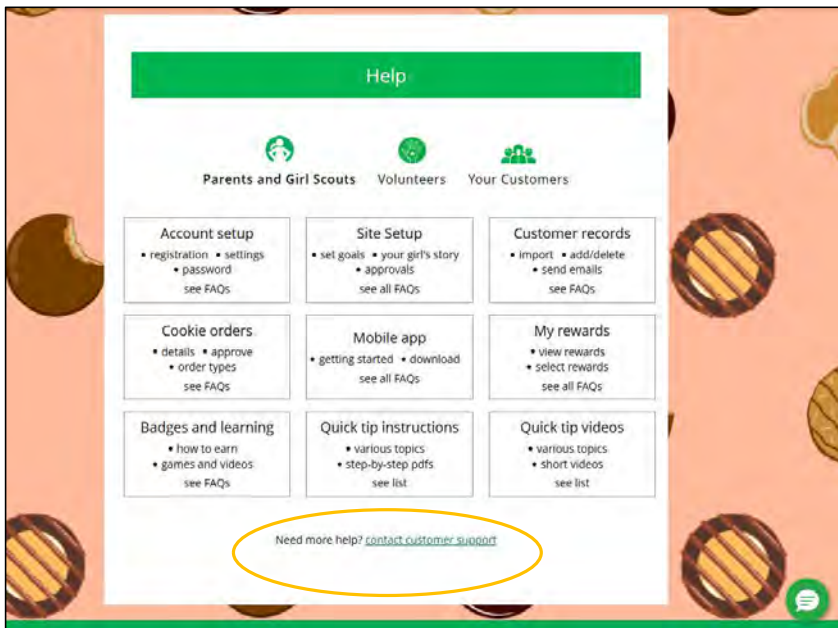 Help
Parents and Girl Scouts Volunteers Your Customers
Account setup
▪ registration ▪ settings
▪ password
see FAQs
Site Setup
▪ set goals ▪ your girl's story
▪ approvals
see all FAQs
Customer records
▪ import ▪ add/delete
▪ send emails
see FAQs
Cookie orders
▪ details ▪ approve
▪ order types
see FAQs
Mobile app
▪ getting started ▪ download
see all FAQs
My rewards
▪ view rewards
▪ select rewards
see all FAQs
Badges and learning
▪ how to earn
▪ games and videos
see FAQs
Quick tip instructions
▪ various topics
▪ step-by-step pdfs
see list
Quick tip videos
▪ various topics
▪ short videos
see list
Need more help? contact customer support